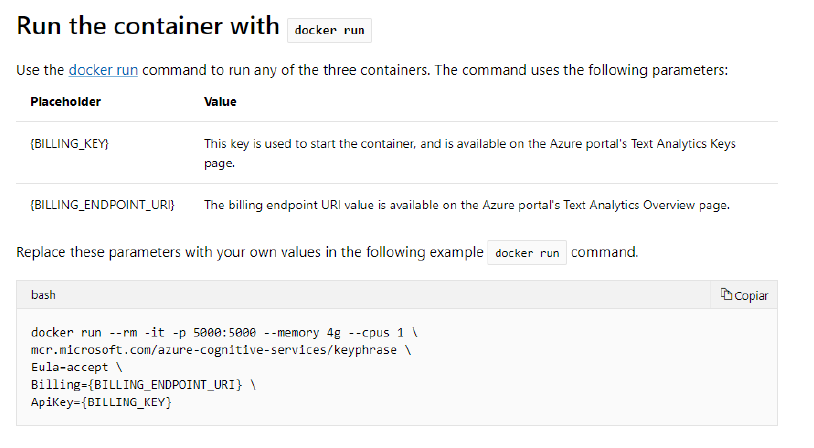 Run the container with docker run
Use the docker run command to run any of the three containers. The command uses the following parameters:
Placeholder Value
{BILLING_KEY} This key is used to start the container, and is available on the Azure portal's Text Analytics Keys
page.
{BILLING_ENDPOINT_URI} The billing endpoint URI value is available on the Azure portal's Text Analytics Overview page.
Replace these parameters with your own values in the following example docker run command.
bash Copiar
docker run --rm -it -p 5000:5000 --memory 4g --cpus 1 \
mcr.microsoft.com/azure-cognitive-services/keyphrase \
Eula=accept \
Billing={BILLING_ENDPOINT_URI} \
ApiKey={BILLING_KEY}